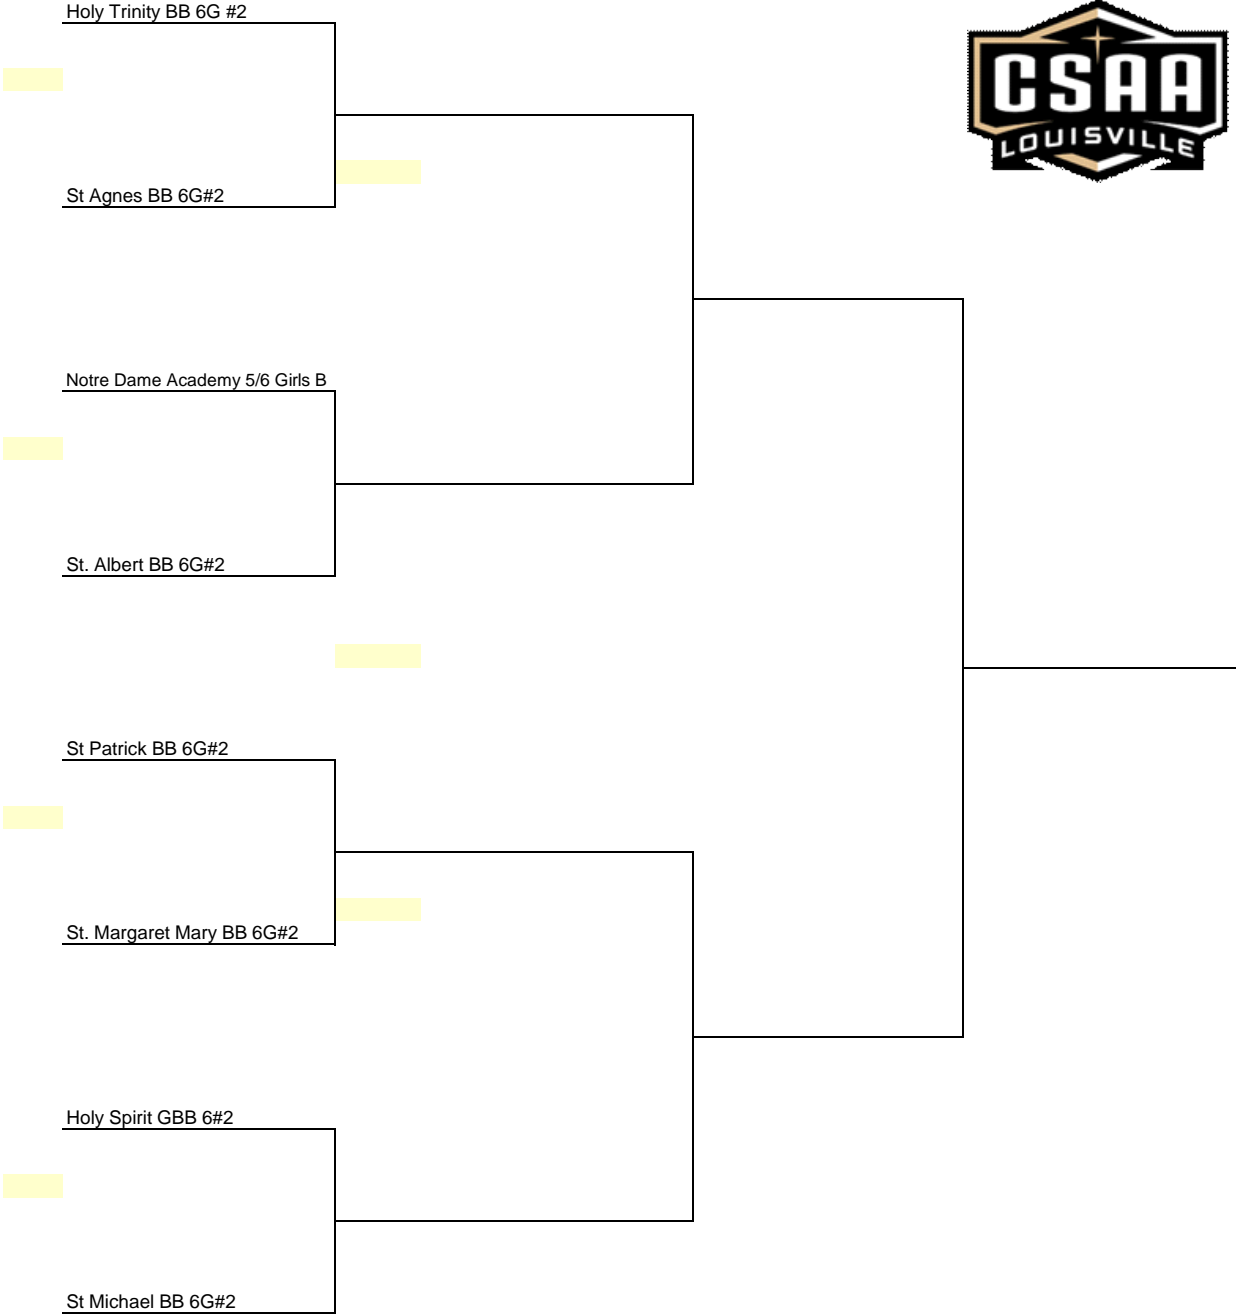 Holy Trinity BB 6G #2
CSAA
LOUISVILLE
St Agnes BB 6G#2
Notre Dame Academy 5/6 Girls B
St. Albert BB 6G#2
St Patrick BB 6G#2
St. Margaret Mary BB 6G#2
Holy Spirit GBB 6#2
St Michael BB 6G#2